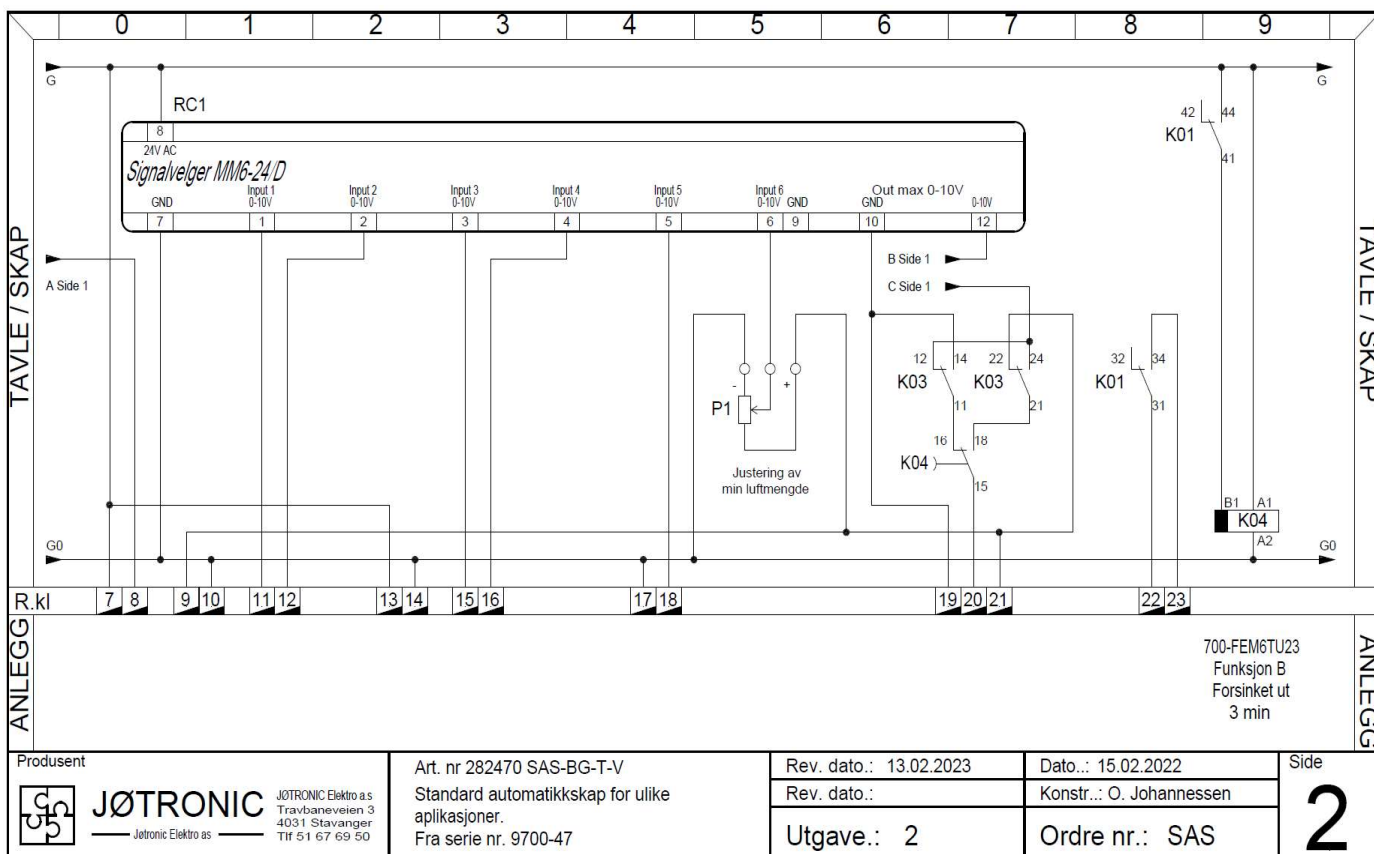 0 1 2 3 4 5 6 7 8 9
G G
RC1
8
24V AC
Signalvelger MM6-24/D
GND Input 1 0-10V Input 2 0-10V Input 3 0-10V Input 4 0-10V Input 5 0-10V Input 6 0-10V GND GND Out max 0-10V 0-10V
7 1 2 3 4 5 6 9 10 12
42 44
K01
41
TAVLE / SKAP
TAVLE / SKAP
A Side 1
B Side 1
C Side 1
12 14 22 24 32 34
K03 K03 K01
11 21 31
- +
P1
Justering av
min luftmengde
16 18
K04
15
B1 A1
K04
A2
G0 G0
R.kl 7 8 9 10 11 12 13 14 15 16 17 18 19 20 21 22 23
ANLEGG
ANLEGG
700-FEM6TU23
Funksjon B
Forsinket ut
3 min
Produsent
JØTRONIC
Jøtronic Elektro as
JØTRONIC Elektro a.s
Travbaneveien 3
4031 Stavanger
Tlf 51 67 69 50
Art. nr 282470 SAS-BG-T-V
Standard automatikkskap for ulike
aplikasjoner.
Fra serie nr. 9700-47
Rev. dato.: 13.02.2023
Rev. dato.:
Utgave.: 2
Dato..: 15.02.2022
Konstr..: O. Johannessen
Ordre nr.: SAS
Side
2